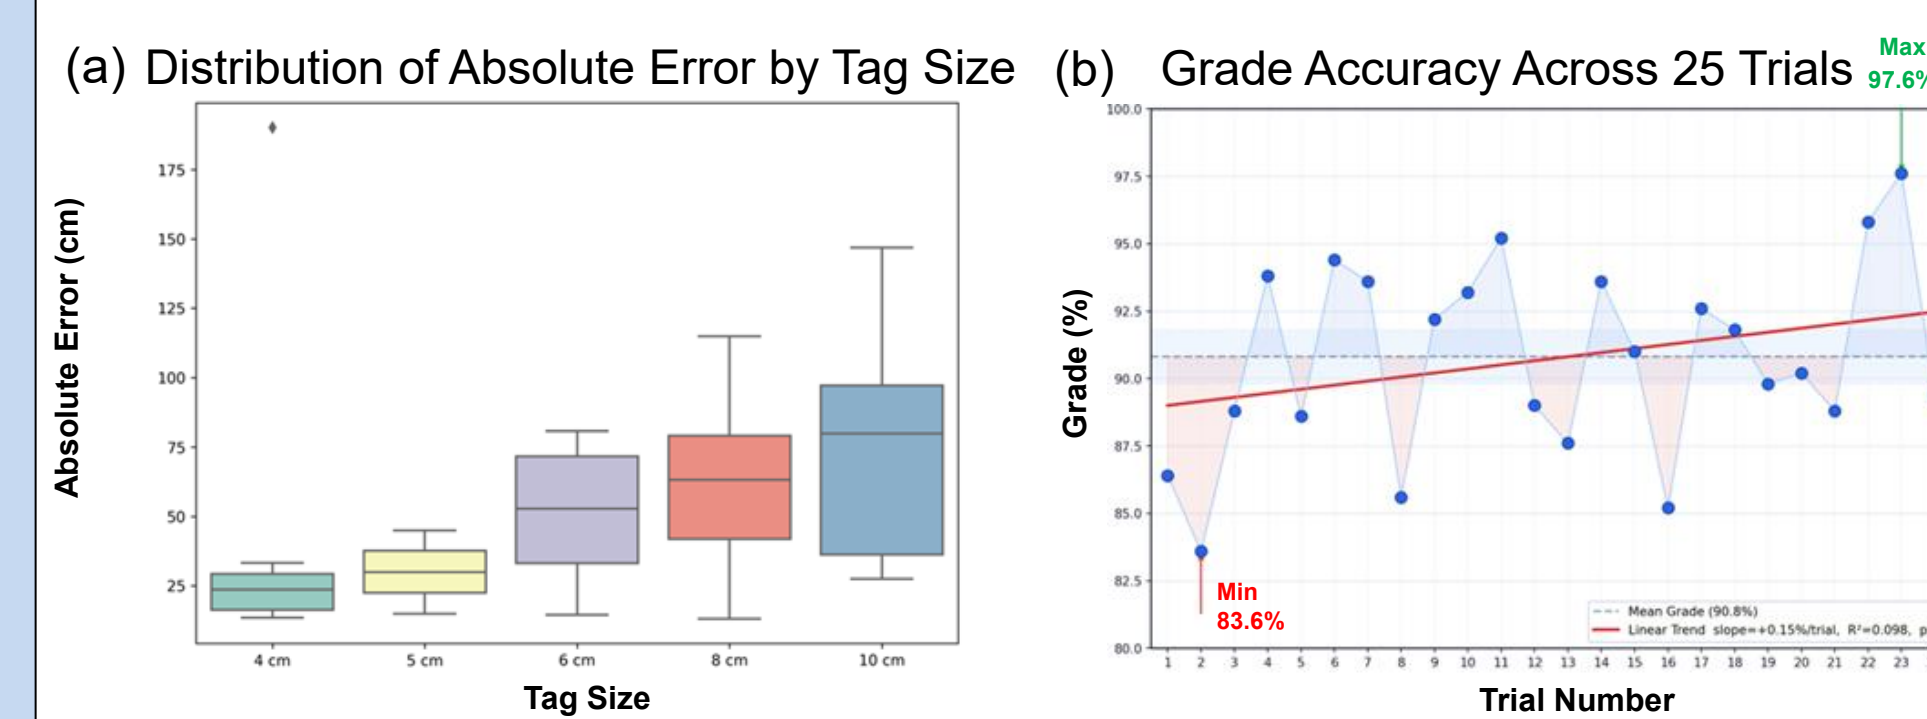 (a) Distribution of Absolute Error by Tag Size
175
150
125
100
75
50
25
Absolute Error (cm)
4 cm 5 cm 6 cm 8 cm 10 cm
Tag Size
(b) Grade Accuracy Across 25 Trials
Max
97.6%
100.0
97.5
95.0
92.5
90.0
87.5
85.0
82.5
80.0
Grade (%)
Min
83.6%
Mean Grade (90.8%)
Linear Trend slope=+0.15%/trial, R²=0.098, p
1 2 3 4 5 6 7 8 9 10 11 12 13 14 15 16 17 18 19 20 21 22 23
Trial Number